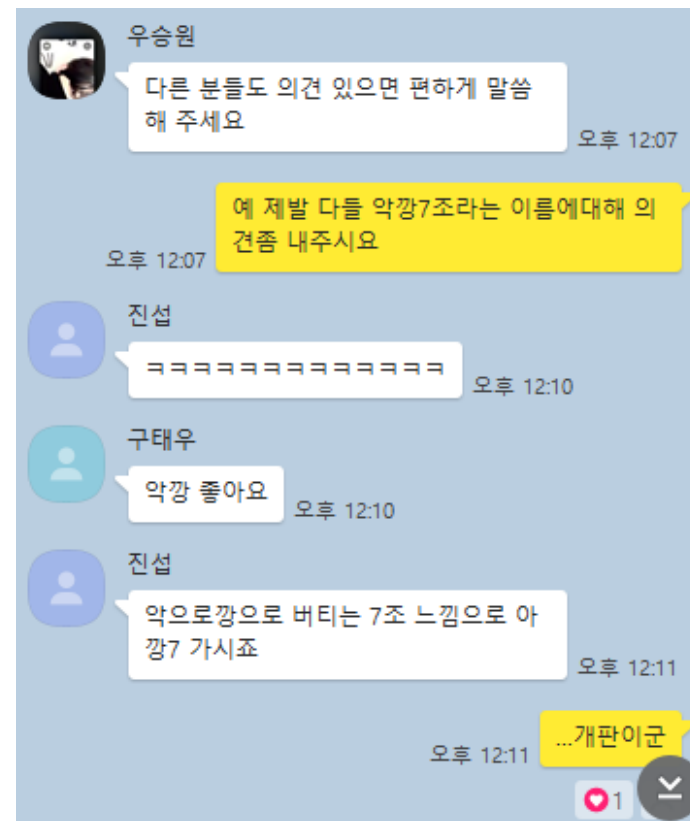 우승원
다른 분들도 의견 있으면 편하게 말씀
해 주세요
오후 12:07
예 제발 다들 악깡7조라는 이름에대해 의
견좀 내주시요
오후 12:07
진섭
ㅋㅋㅋㅋㅋㅋㅋㅋㅋㅋㅋㅋㅋ
오후 12:10
구태우
악깡 좋아요
오후 12:10
진섭
악으로깡으로 버티는 7조 느낌으로 아
깡7 가시죠
오후 12:11
...개판이군
오후 12:11
1